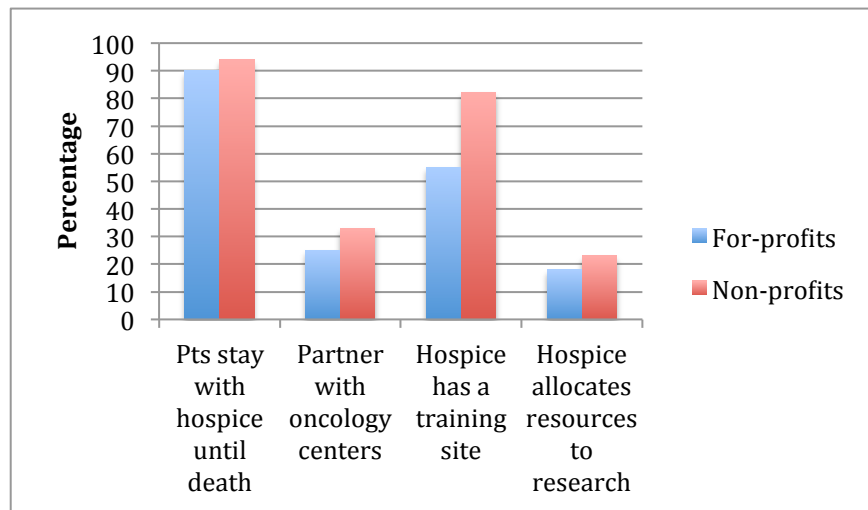 Percentage
100
90
80
70
60
50
40
30
20
10
0
Pts stay
with
hospice
until
death
Partner
with
oncology
centers
Hospice
has a
training
site
Hospice
allocates
resources
to
research
For-profits
Non-profits